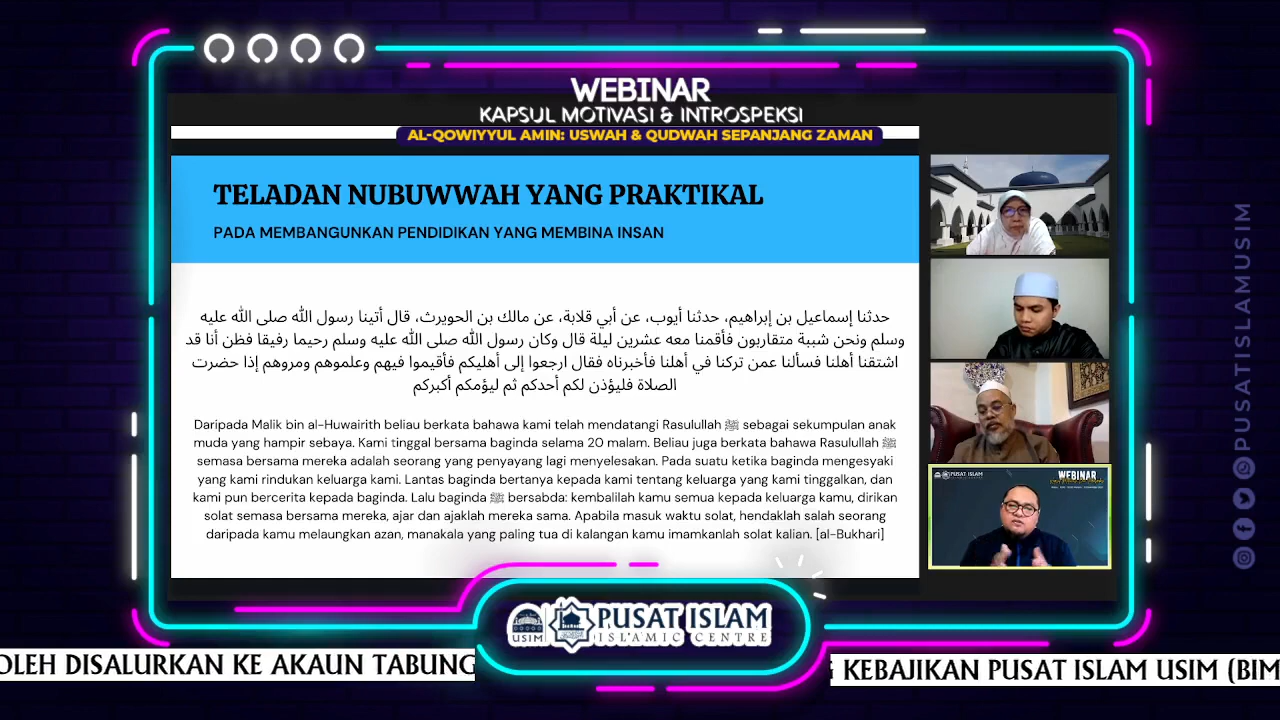 WEBINAR
KAPSUL MOTIVASI & INTROSPEKSI
AL-QOWIYYUL AMIN: USWAH & QUDWAH SEPANJANG ZAMAN
TELADAN NUBUWWAH YANG PRAKTIKAL
PADA MEMBANGUNKAN PENDIDIKAN YANG MEMBINA INSAN
حدثنا إسماعيل بن إبراهيم، حدثنا أيوب، عن أبي قلابة، عن مالك بن الحويرث، قال أتينا رسول الله صلى الله عليه
وسلم ونحن شببة متقاربون فأقمنا معه عشرين ليلة قال وكان رسول الله صلى الله عليه وسلم رحيما رفيقا فظن أنا قد
اشتقنا أهلنا فسألنا عمن تركنا في أهلنا فأخبرناه فقال ارجعوا إلى أهليكم فأقيموا فيهم وعلموهم ومروهم إذا حضرت
الصلاة فليؤذن لكم أحدكم ثم ليؤمكم أكبركم
Daripada Malik bin al-Huwairith beliau berkata bahawa kami telah mendatangi Rasulullah ﷺ sebagai sekumpulan anak
muda yang hampir sebaya. Kami tinggal bersama baginda selama 20 malam. Beliau juga berkata bahawa Rasulullah ﷺ
semasa bersama mereka adalah seorang yang penyayang lagi menyelesakan. Pada suatu ketika baginda mengesyaki
yang kami rindukan keluarga kami. Lantas baginda bertanya kepada kami tentang keluarga yang kami tinggalkan, dan
kami pun bercerita kepada baginda. Lalu baginda ﷺ bersabda: kembalilah kamu semua kepada keluarga kamu, dirikan
solat semasa bersama mereka, ajar dan ajaklah mereka sama. Apabila masuk waktu solat, hendaklah salah seorang
daripada kamu melaungkan azan, manakala yang paling tua di kalangan kamu imamkanlah solat kalian. [al-Bukhari]
PUSAT ISLAM
WEBINAR
PUSATISLAMUSIM
USIM
PUSAT ISLAM
ISLAMIC CENTRE
OLEH DISALURKAN KE AKAUN TABUNG
KEBAJIKAN PUSAT ISLAM USIM (BIM